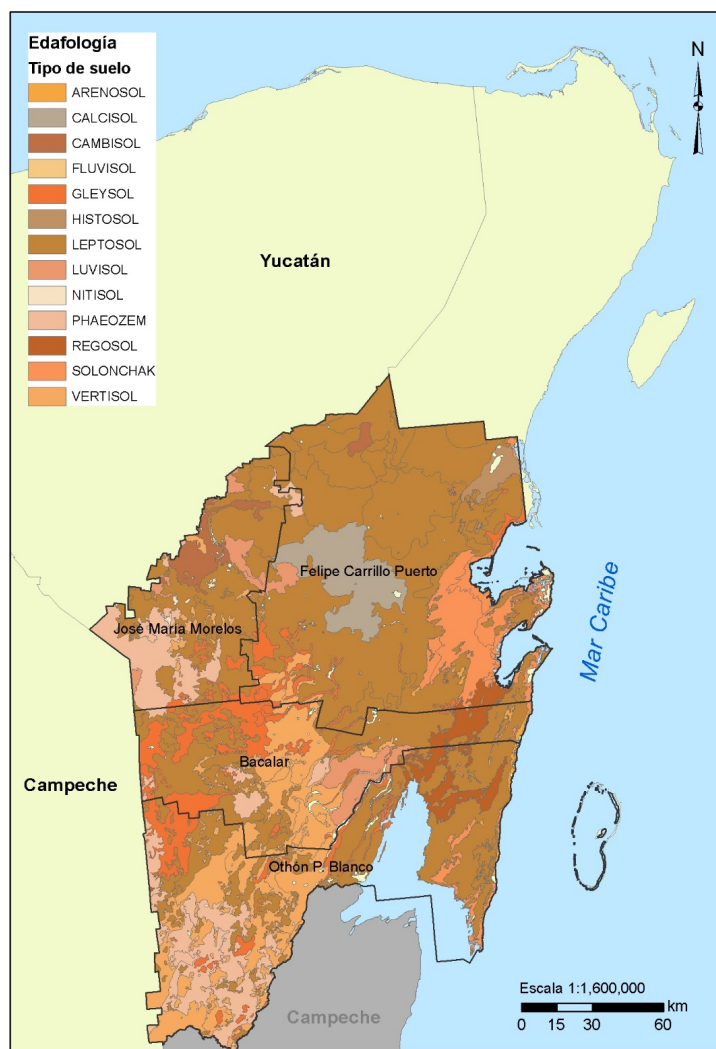 Edafología
Tipo de suelo
ARENOSOL
CALCISOL
CAMBISOL
FLUVISOL
GLEYSOL
HISTOSOL
LEPTOSOL
LUVISOL
NITISOL
PHAEOZEM
REGOSOL
SOLONCHAK
VERTISOL
N
Yucatán
Felipe Carrillo Puerto
José Maria Morelos
Mar Caribe
Bacalar
Campeche
Othón P. Blanco
Escala 1:1,600,000
km
0 15 30 60
Campeche